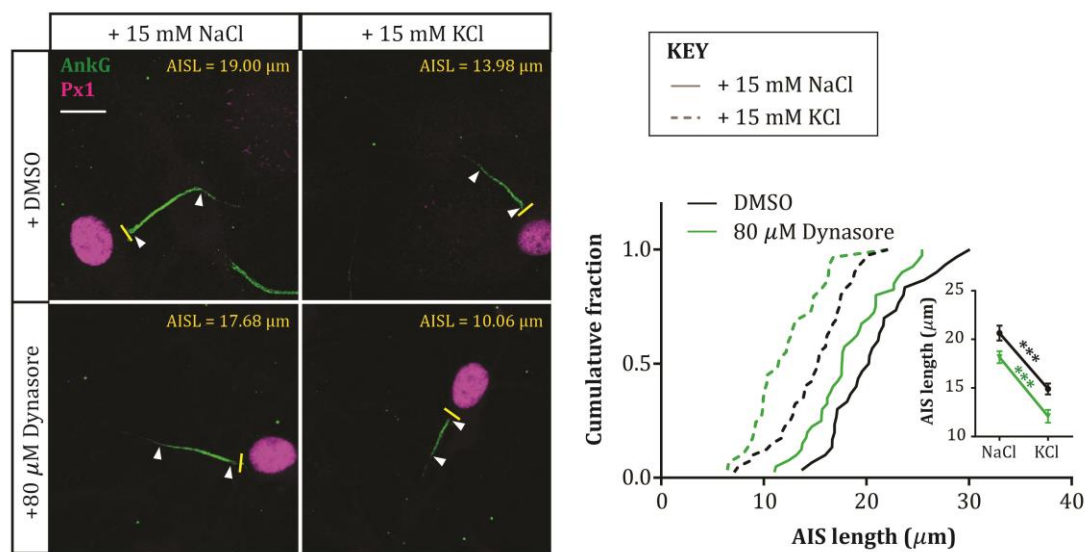 + 15 mM NaCl
+ 15 mM KCl
+ DMSO
+80 µM Dynasore
AnkG
Px1
AISL = 19.00 µm
AISL = 13.98 µm
AISL = 17.68 µm
AISL = 10.06 µm
KEY
+ 15 mM NaCl
+ 15 mM KCl
DMSO
80 µM Dynasore
Cumulative fraction
1.0
0.5
0.0
0
10
20
30
40
AIS length (µm)
AIS length (µm)
25
20
15
10
***
***
NaCl
KCl